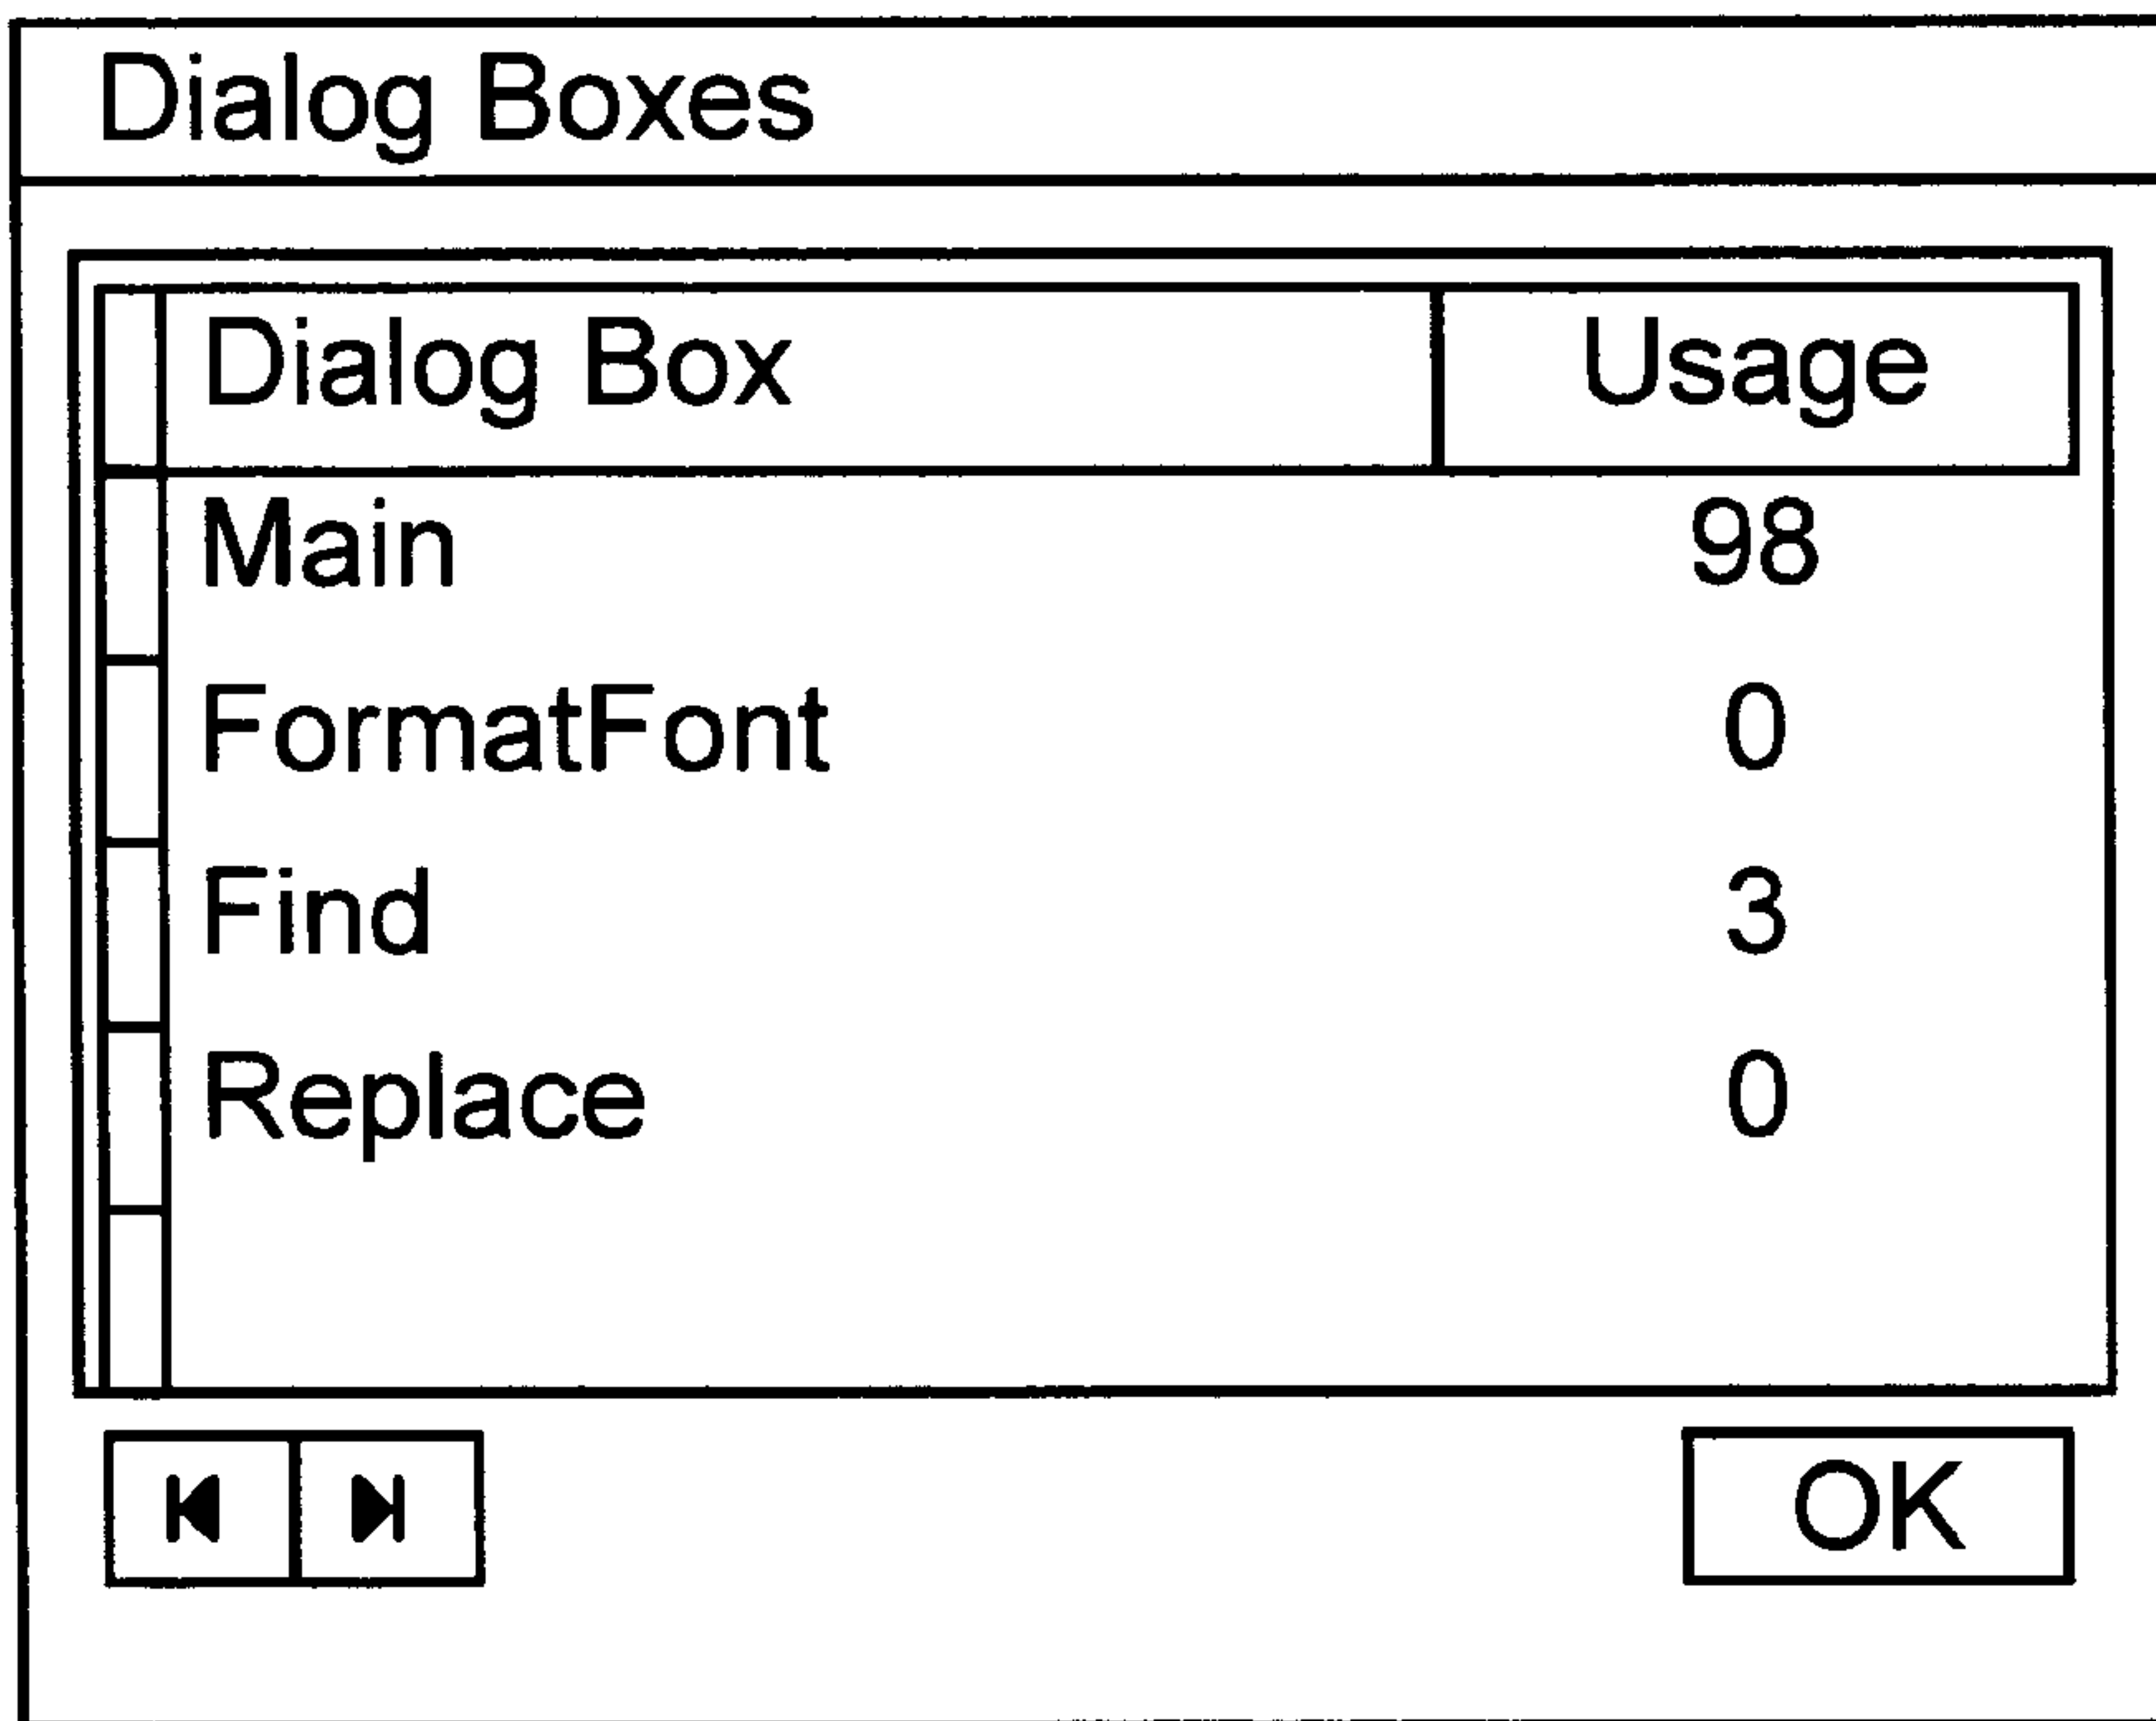 Dialog Boxes
Dialog Box Usage
Main 98
FormatFont 0
Find 3
Replace 0
OK